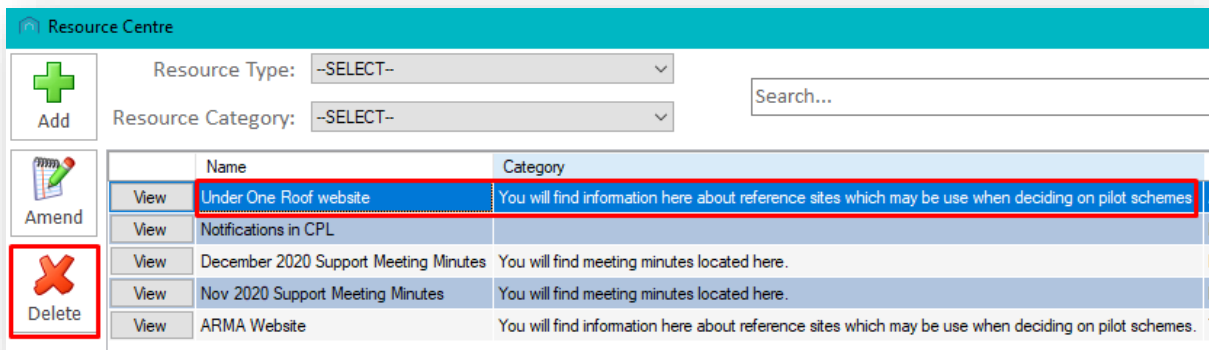 Resource Centre
Add
Resource Type: --SELECT--
Resource Category: --SELECT--
Search...
Amend
Delete
Name Category
View Under One Roof website You will find information here about reference sites which may be use when deciding on pilot schemes
View Notifications in CPL
View December 2020 Support Meeting Minutes You will find meeting minutes located here.
View Nov 2020 Support Meeting Minutes You will find meeting minutes located here.
View ARMA Website You will find information here about reference sites which may be use when deciding on pilot schemes.